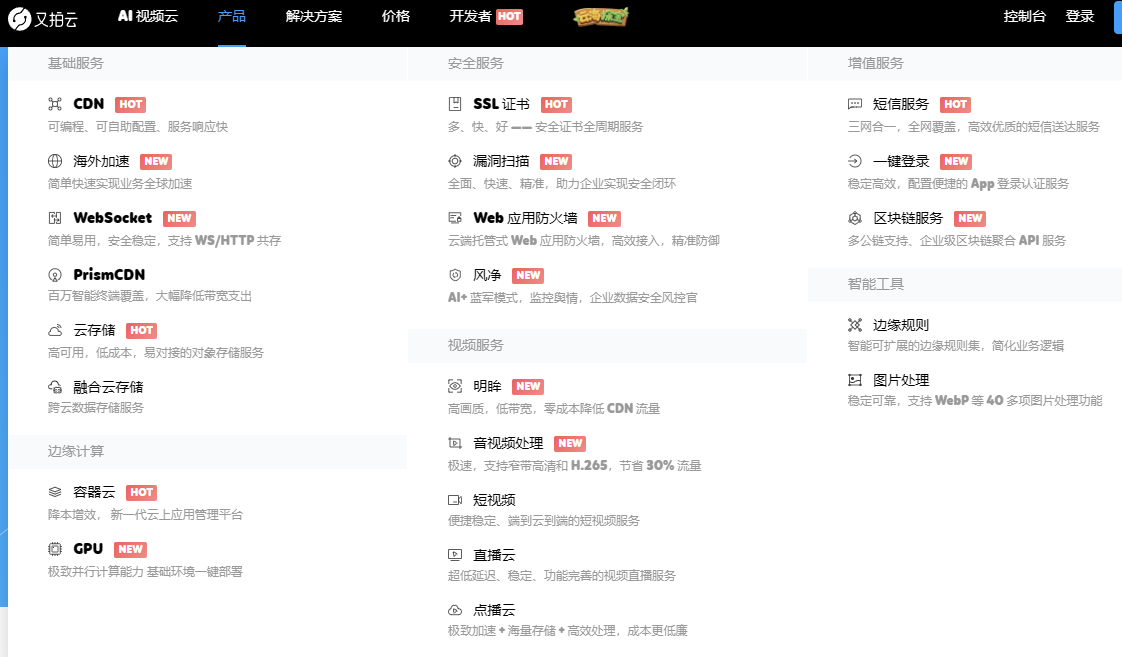 又拍云
AI 视频云
产品
解决方案
价格
开发者 HOT
控制台
登录
基础服务
CDN HOT
可编程、可自助配置、服务响应快
海外加速 NEW
简单快速实现业务全球加速
WebSocket NEW
简单易用，安全稳定，支持 WS/HTTP 共存
PrismCDN
百万智能终端覆盖，大幅降低带宽支出
云存储 HOT
高可用，低成本，易对接的对象存储服务
融合云存储
跨云数据存储服务
边缘计算
容器云 HOT
降本增效， 新一代云上应用管理平台
GPU NEW
极致并行计算能力 基础环境一键部署
安全服务
SSL 证书 HOT
多、快、好 —— 安全证书全周期服务
漏洞扫描 NEW
全面、快速、精准，助力企业实现安全闭环
Web 应用防火墙 NEW
云端托管式 Web 应用防火墙，高效接入，精准防御
风净 NEW
AI+ 蓝军模式，监控舆情，企业数据安全风控官
视频服务
明眸 NEW
高画质，低带宽，零成本降低 CDN 流量
音视频处理 NEW
极速，支持窄带高清和 H.265，节省 30% 流量
短视频
便捷稳定、端到云到端的短视频服务
直播云
超低延迟、稳定、功能完善的视频直播服务
点播云
极致加速 + 海量存储 + 高效处理，成本更低廉
增值服务
短信服务 HOT
三网合一，全网覆盖，高效优质的短信送达服务
一键登录 NEW
稳定高效，配置便捷的 App 登录认证服务
区块链服务 NEW
多公链支持、企业级区块链聚合 API 服务
智能工具
边缘规则
智能可扩展的边缘规则集，简化业务逻辑
图片处理
稳定可靠，支持 WebP 等 40 多项图片处理功能